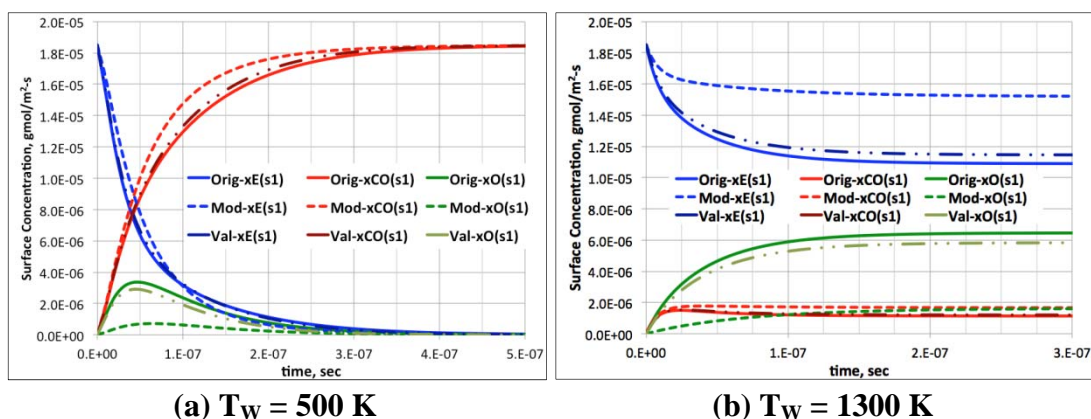 2.0E-05
1.8E-05
1.6E-05
1.4E-05
1.2E-05
1.0E-05
8.0E-06
6.0E-06
4.0E-06
2.0E-06
0.0E+00
Surface Concentration, gmol/m²-s
Orig-xE(s1) Orig-xCO(s1) Orig-xO(s1)
Mod-xE(s1) Mod-xCO(s1) Mod-xO(s1)
Val-xE(s1) Val-xCO(s1) Val-xO(s1)
0.E+00 1.E-07 2.E-07 3.E-07 4.E-07 5.E-07
time, sec
(a) T_W = 500 K
2.0E-05
1.8E-05
1.6E-05
1.4E-05
1.2E-05
1.0E-05
8.0E-06
6.0E-06
4.0E-06
2.0E-06
0.0E+00
Surface Concentration, gmol/m²-s
Orig-xE(s1) Orig-xCO(s1) Orig-xO(s1)
Mod-xE(s1) Mod-xCO(s1) Mod-xO(s1)
Val-xE(s1) Val-xCO(s1) Val-xO(s1)
0.E+00 1.E-07 2.E-07 3.E-07
time, sec
(b) T_W = 1300 K